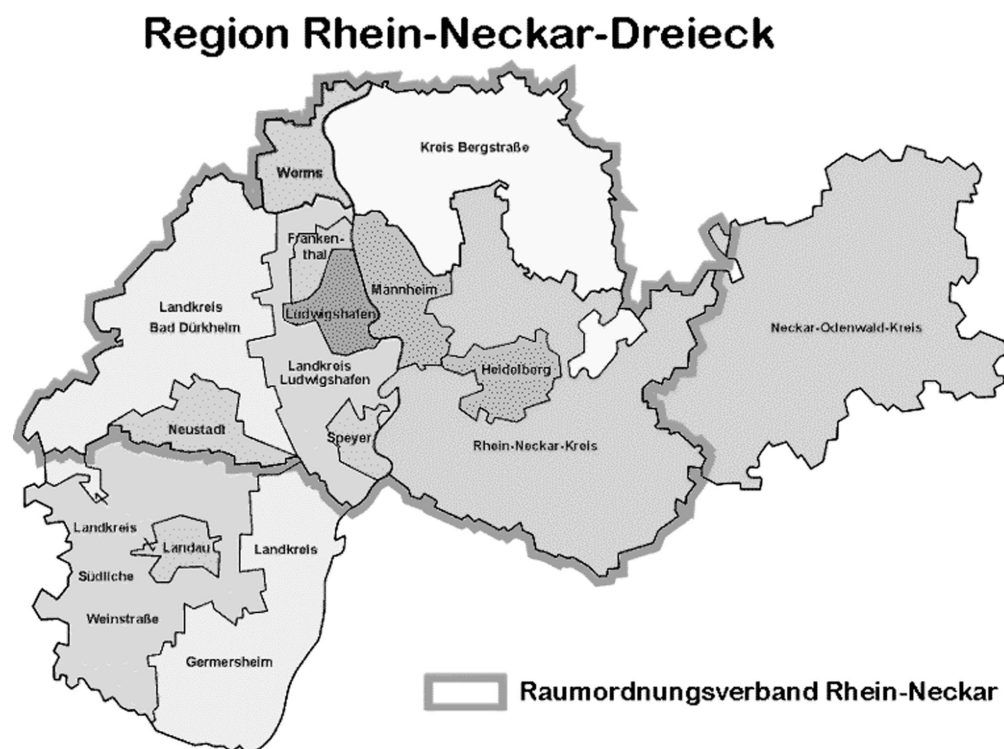 Region Rhein-Neckar-Dreieck
Kreis Bergstraße
Worms
Franken-
thal
Mannheim
Ludwigshafen
Landkreis
Bad Dürkheim
Neckar-Odenwald-Kreis
Landkreis
Ludwigshafen
Heidelberg
Neustadt
Speyer
Rhein-Neckar-Kreis
Landkreis
Südliche
Weinstraße
Landau
Landkreis
Germersheim
Raumordnungsverband Rhein-Neckar